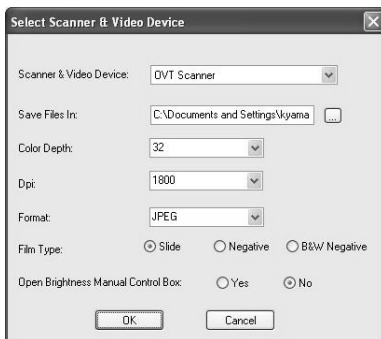 Select Scanner & Video Device
Scanner & Video Device: OVT Scanner
Save Files In: C:\Documents and Settings\kyama ...
Color Depth: 32
Dpi: 1800
Format: JPEG
Film Type: Slide Negative B&W Negative
Open Brightness Manual Control Box: Yes No
OK Cancel